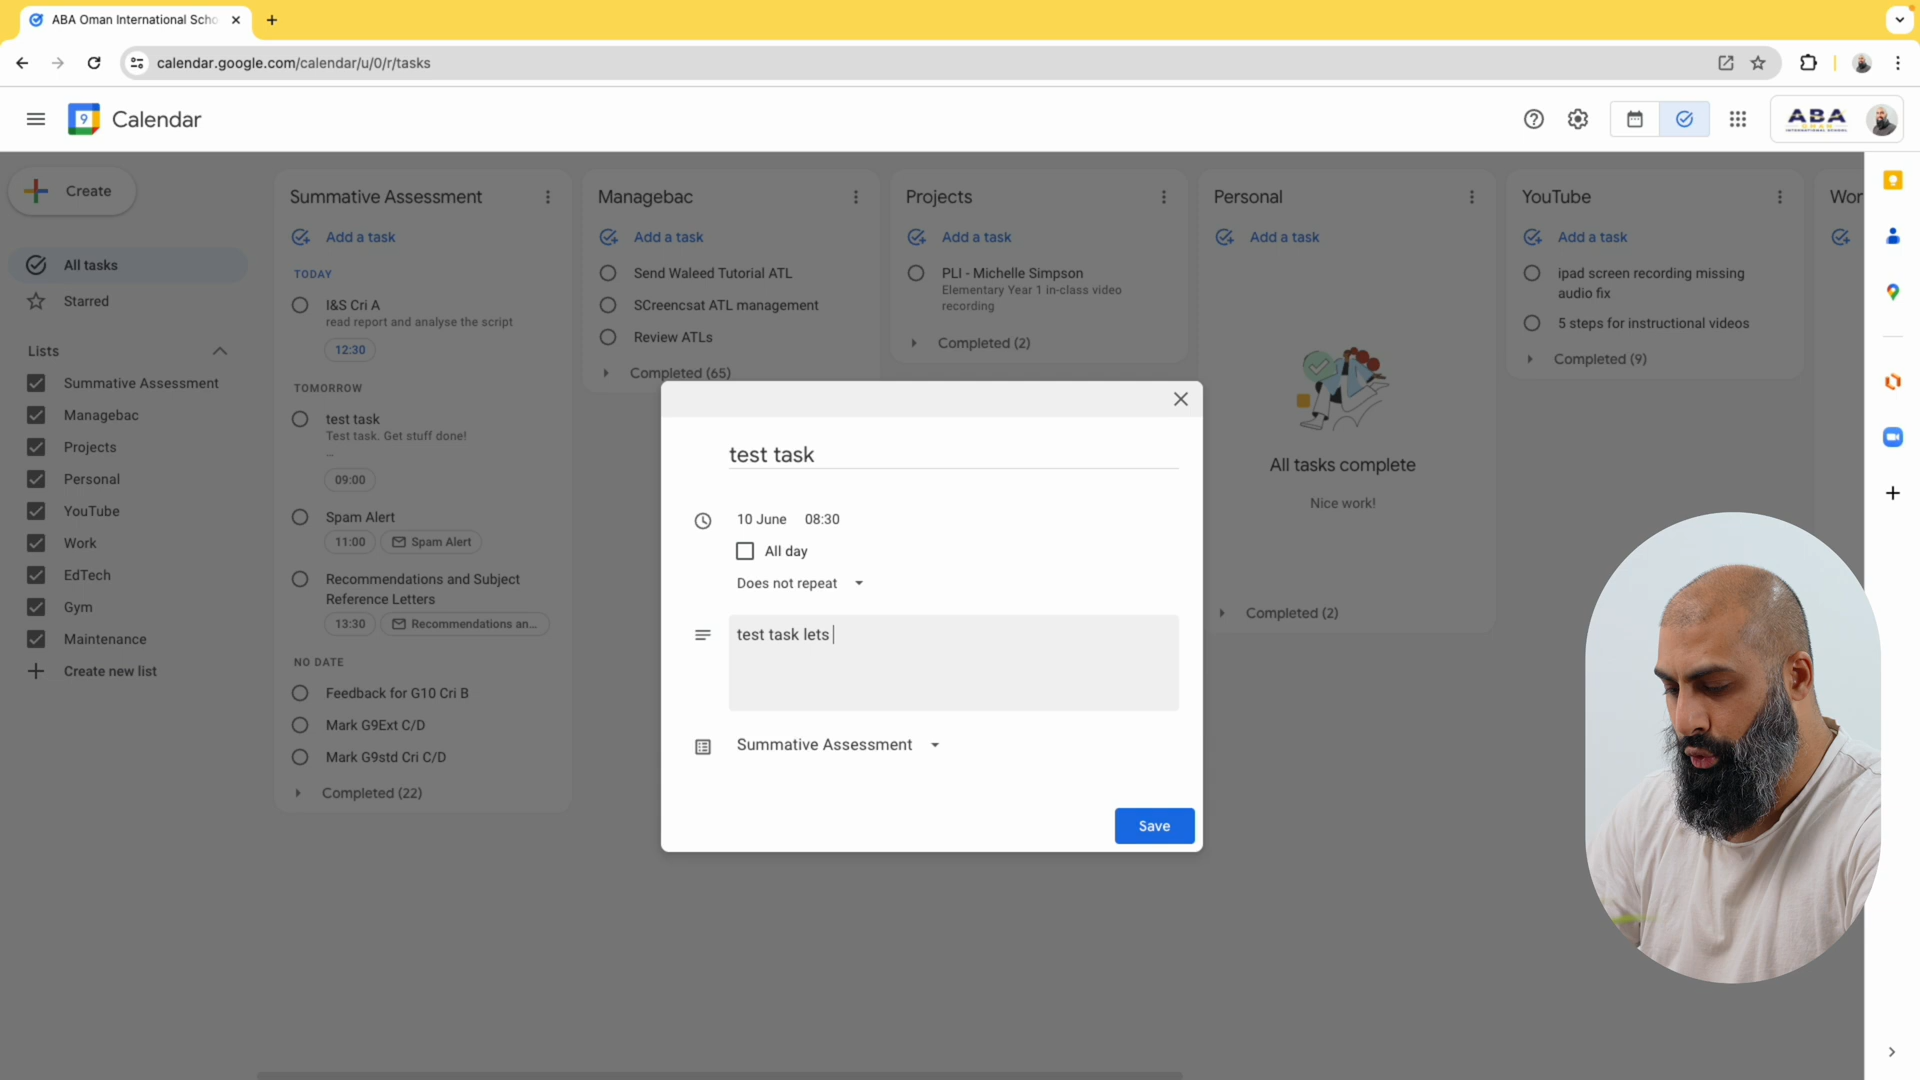 ABA Oman International Scho
calendar.google.com/calendar/u/0/r/tasks
9
Calendar
ABA
OMAN
INTERNATIONAL SCHOOL
Create
All tasks
Starred
Lists
Summative Assessment
Managebac
Projects
Personal
YouTube
Work
EdTech
Gym
Maintenance
Create new list
Summative Assessment
Add a task
TODAY
I&S Cri A
read report and analyse the script
12:30
TOMORROW
test task
Test task. Get stuff done!
...
09:00
Spam Alert
11:00
Spam Alert
Recommendations and Subject
Reference Letters
13:30
Recommendations an...
NO DATE
Feedback for G10 Cri B
Mark G9Ext C/D
Mark G9std Cri C/D
Completed (22)
Managebac
Add a task
Send Waleed Tutorial ATL
SCreencsat ATL management
Review ATLs
Completed (65)
Projects
Add a task
PLI - Michelle Simpson
Elementary Year 1 in-class video
recording
Completed (2)
Personal
Add a task
All tasks complete
Nice work!
Completed (2)
YouTube
Add a task
ipad screen recording missing
audio fix
5 steps for instructional videos
Completed (9)
Wor
test task
10 June 08:30
All day
Does not repeat
test task lets
Summative Assessment
Save